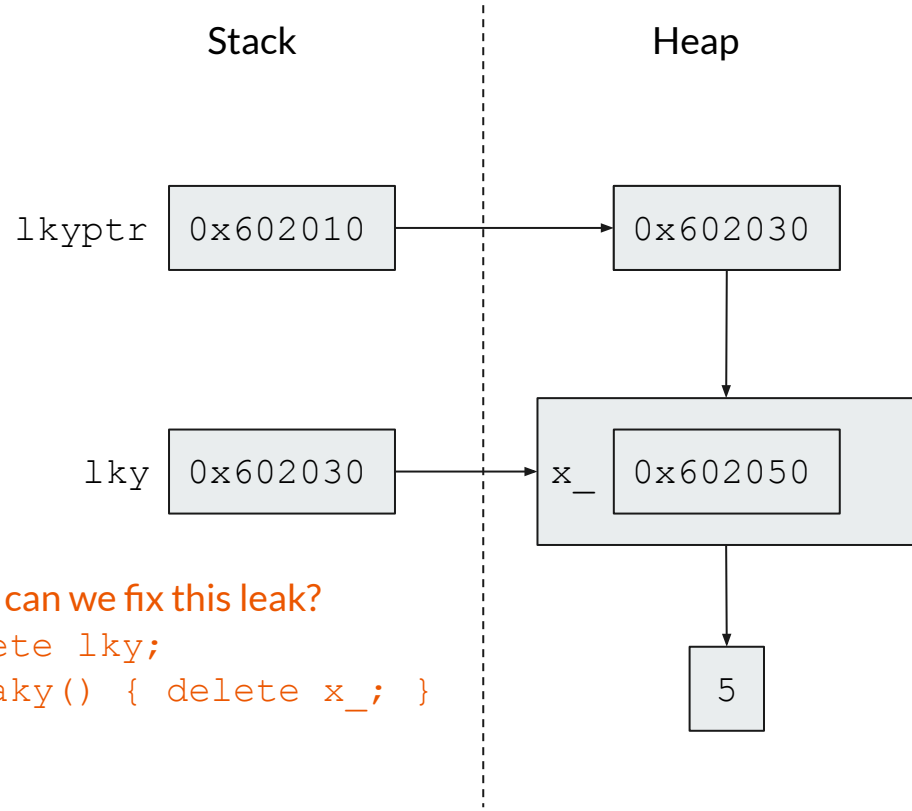 Stack
Heap
lkyptr
0x602010
0x602030
lky
0x602030
x_
0x602050
can we fix this leak?
ete lky;
aky() { delete x_; }
5